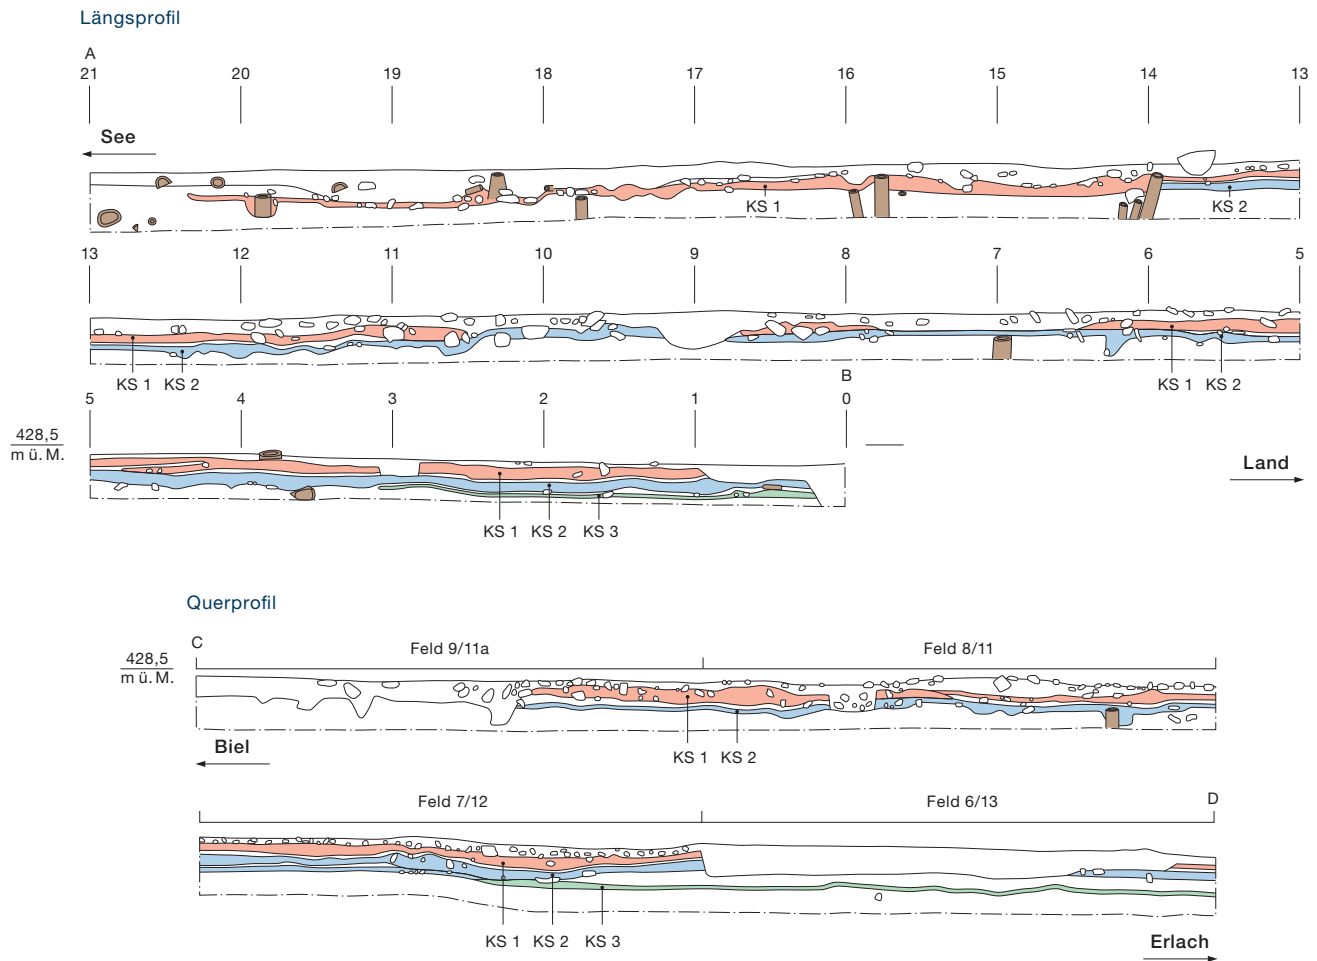 Längsprofil
A
21 20 19 18 17 16 15 14 13
See
KS 1 KS 2
13 12 11 10 9 8 7 6 5
KS 1 KS 2 KS 1 KS 2
B
5 4 3 2 1 0
428,5
m ü. M.
Land
KS 1 KS 2 KS 3
Querprofil
C
Feld 9/11a Feld 8/11
428,5
m ü. M.
KS 1 KS 2
Biel
Feld 7/12 Feld 6/13 D
KS 1 KS 2 KS 3
Erlach